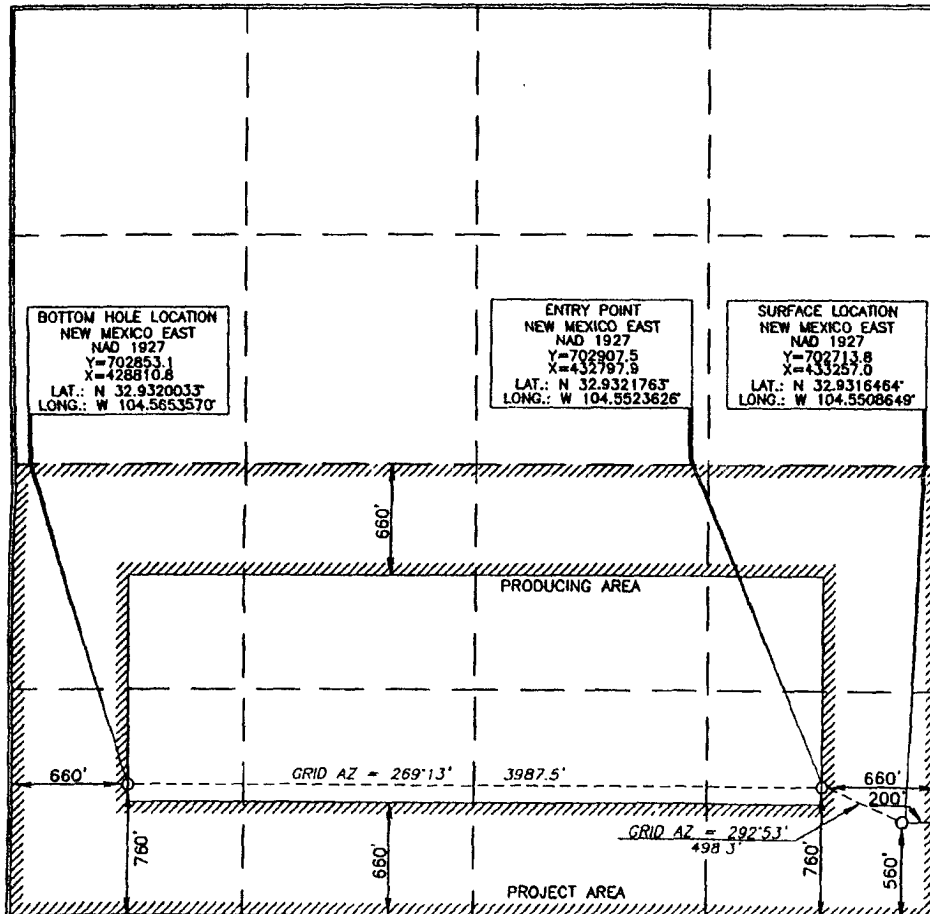 BOTTOM HOLE LOCATION
NEW MEXICO EAST
NAD 1927
Y=702853.1
X=428810.8
LAT.: N 32.9320033°
LONG.: W 104.5653570°
ENTRY POINT
NEW MEXICO EAST
NAD 1927
Y=702907.5
X=432797.9
LAT.: N 32.9321763°
LONG.: W 104.5523626°
SURFACE LOCATION
NEW MEXICO EAST
NAD 1927
Y=702713.8
X=433257.0
LAT.: N 32.9316464°
LONG.: W 104.5508649°
660'
PRODUCING AREA
660'
GRID AZ = 269°13'
3987.5'
660'
200'
GRID AZ = 292°53'
498.3'
760'
660'
760'
560'
PROJECT AREA